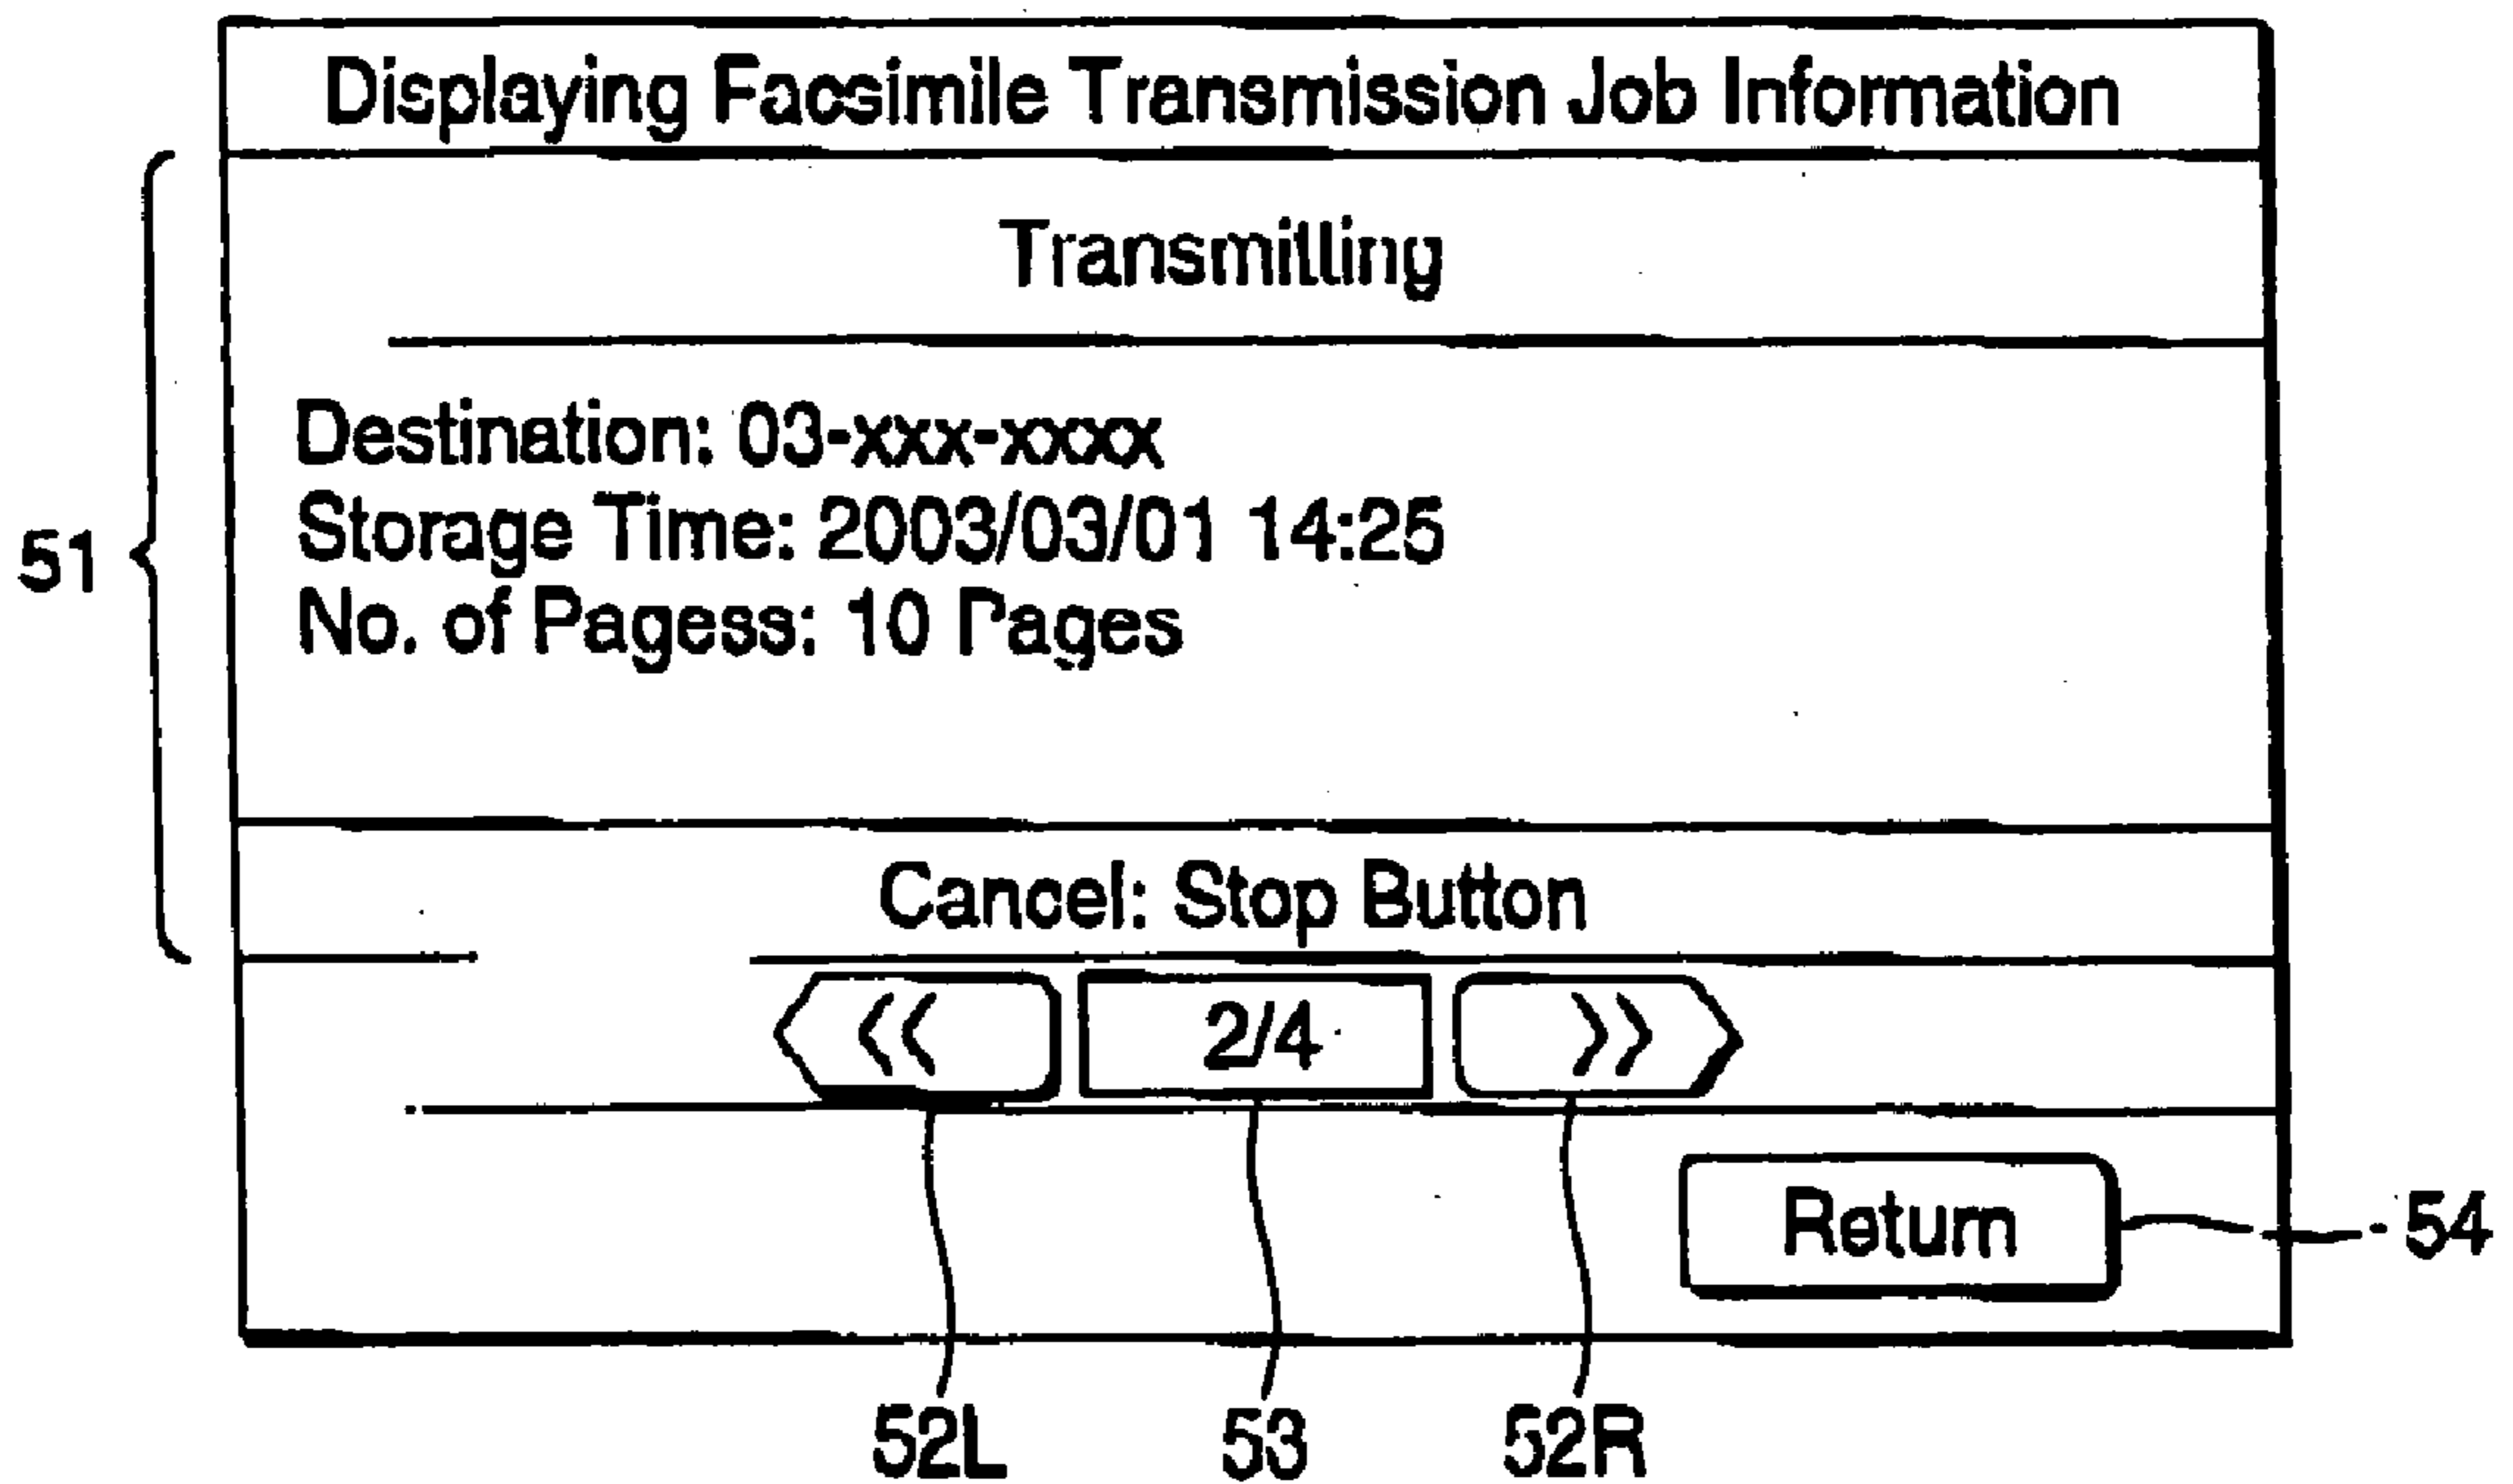 Displaying Facsimile Transmission Job Information
Transmitting
Destination: 03-xxx-xxxx
Storage Time: 2003/03/01 14:25
No. of Pagess: 10 Pages
51
Cancel: Stop Button
《 2/4 》
Return
54
52L 53 52R